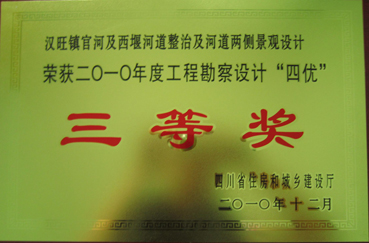 汉旺镇官河及西堰河道整治及河道两侧景观设计
荣获二〇一〇年度工程勘察设计“四优”
三等奖
四川省住房和城乡建设厅
二〇一〇年十二月